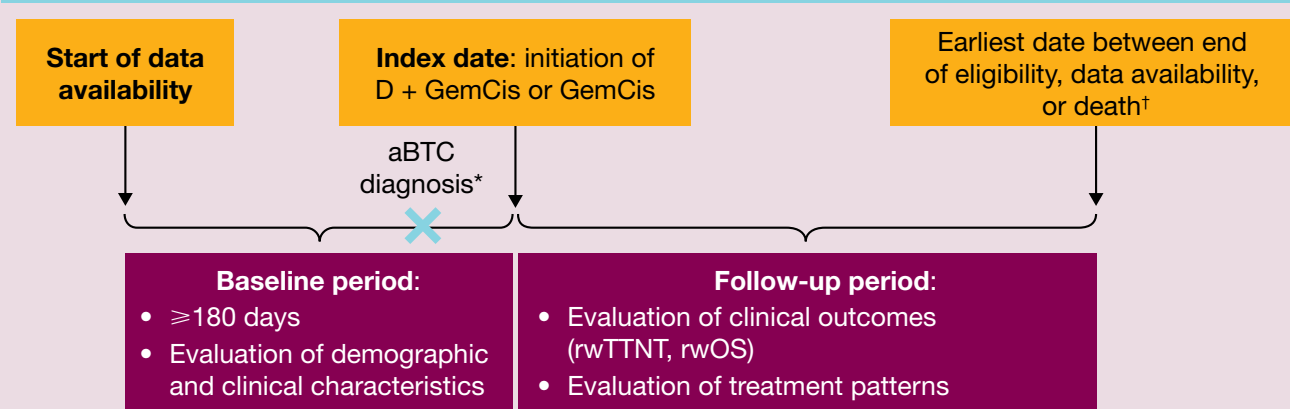 Start of data
availability
Index date: initiation of
D + GemCis or GemCis
Earliest date between end
of eligibility, data availability,
or death†
aBTC
diagnosis*
Baseline period:
• ⩾180 days
• Evaluation of demographic
and clinical characteristics
Follow-up period:
• Evaluation of clinical outcomes
(rwTTNT, rwOS)
• Evaluation of treatment patterns